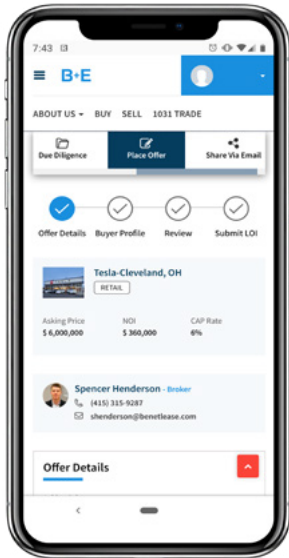 7:43
B+E
ABOUT US BUY SELL 1031 TRADE
Due Diligence Place Offer Share Via Email
Offer Details Buyer Profile Review Submit LOI
Tesla-Cleveland, OH
RETAIL
Asking Price NOI CAP Rate
$ 6,000,000 $ 360,000 6%
Spencer Henderson - Broker
(415) 315-9287
shenderson@benetlease.com
Offer Details